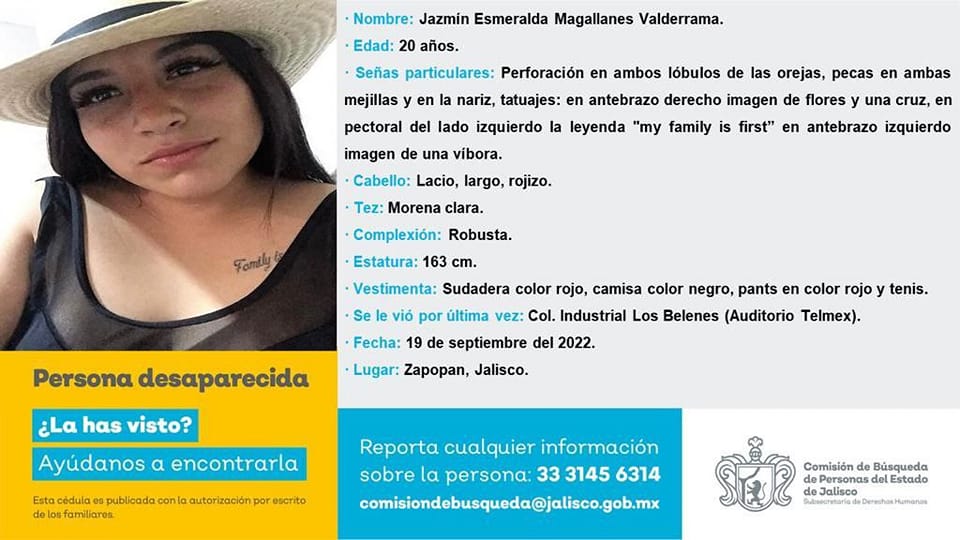 · Nombre: Jazmín Esmeralda Magallanes Valderrama.
· Edad: 20 años.
· Señas particulares: Perforación en ambos lóbulos de las orejas, pecas en ambas
mejillas y en la nariz, tatuajes: en antebrazo derecho imagen de flores y una cruz, en
pectoral del lado izquierdo la leyenda "my family is first” en antebrazo izquierdo
imagen de una víbora.
· Cabello: Lacio, largo, rojizo.
· Tez: Morena clara.
· Complexión: Robusta.
· Estatura: 163 cm.
· Vestimenta: Sudadera color rojo, camisa color negro, pants en color rojo y tenis.
· Se le vió por última vez: Col. Industrial Los Belenes (Auditorio Telmex).
· Fecha: 19 de septiembre del 2022.
· Lugar: Zapopan, Jalisco.
Family is
Persona desaparecida
¿La has visto?
Ayúdanos a encontrarla
Esta cédula es publicada con la autorización por escrito
de los familiares.
Reporta cualquier información
sobre la persona: 33 3145 6314
comisiondebusqueda@jalisco.gob.mx
Comisión de Búsqueda
de Personas del Estado
de Jalisco
Subsecretaría de Derechos Humanos